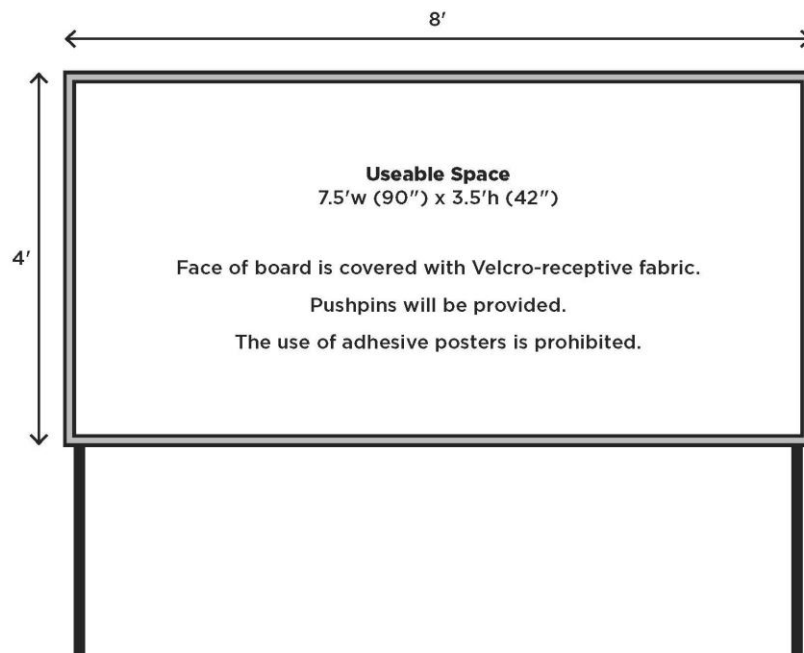 8'
Useable Space
7.5'w (90") x 3.5'h (42")
4'
Face of board is covered with Velcro-receptive fabric.
Pushpins will be provided.
The use of adhesive posters is prohibited.